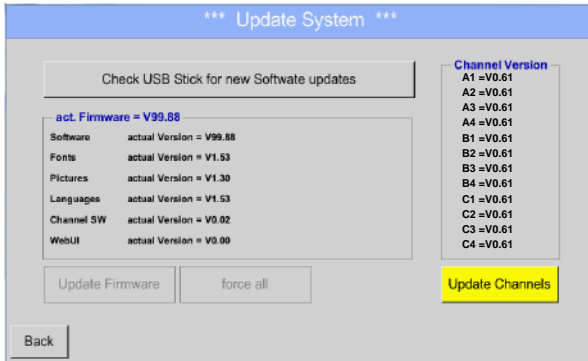 *** Update System ***
Check USB Stick for new Softwate updates
act. Firmware = V99.88
Software actual Version = V99.88
Fonts actual Version = V1.53
Pictures actual Version = V1.30
Languages actual Version = V1.53
Channel SW actual Version = V0.02
WebUI actual Version = V0.00
Update Firmware
force all
Channel Version
A1 =V0.61
A2 =V0.61
A3 =V0.61
A4 =V0.61
B1 =V0.61
B2 =V0.61
B3 =V0.61
B4 =V0.61
C1 =V0.61
C2 =V0.61
C3 =V0.61
C4 =V0.61
Update Channels
Back